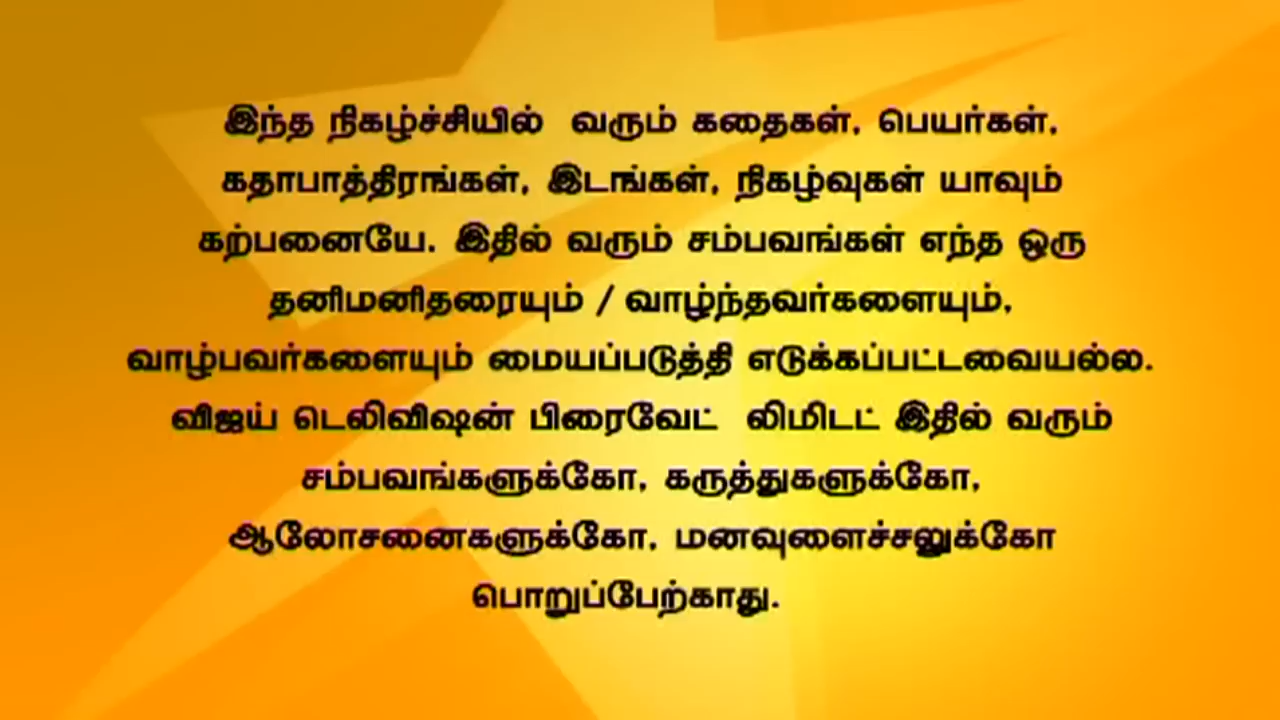 இந்த நிகழ்ச்சியில் வரும் கதைகள், பெயர்கள்,
கதாபாத்திரங்கள், இடங்கள், நிகழ்வுகள் யாவும்
கற்பனையே. இதில் வரும் சம்பவங்கள் எந்த ஒரு
தனிமனிதரையும் / வாழ்ந்தவர்களையும்,
வாழ்பவர்களையும் மையப்படுத்தி எடுக்கப்பட்டவையல்ல.
விஜய் டெலிவிஷன் பிரைவேட் லிமிடட் இதில் வரும்
சம்பவங்களுக்கோ, கருத்துகளுக்கோ,
ஆலோசனைகளுக்கோ, மனவுளைச்சலுக்கோ
பொறுப்பேற்காது.